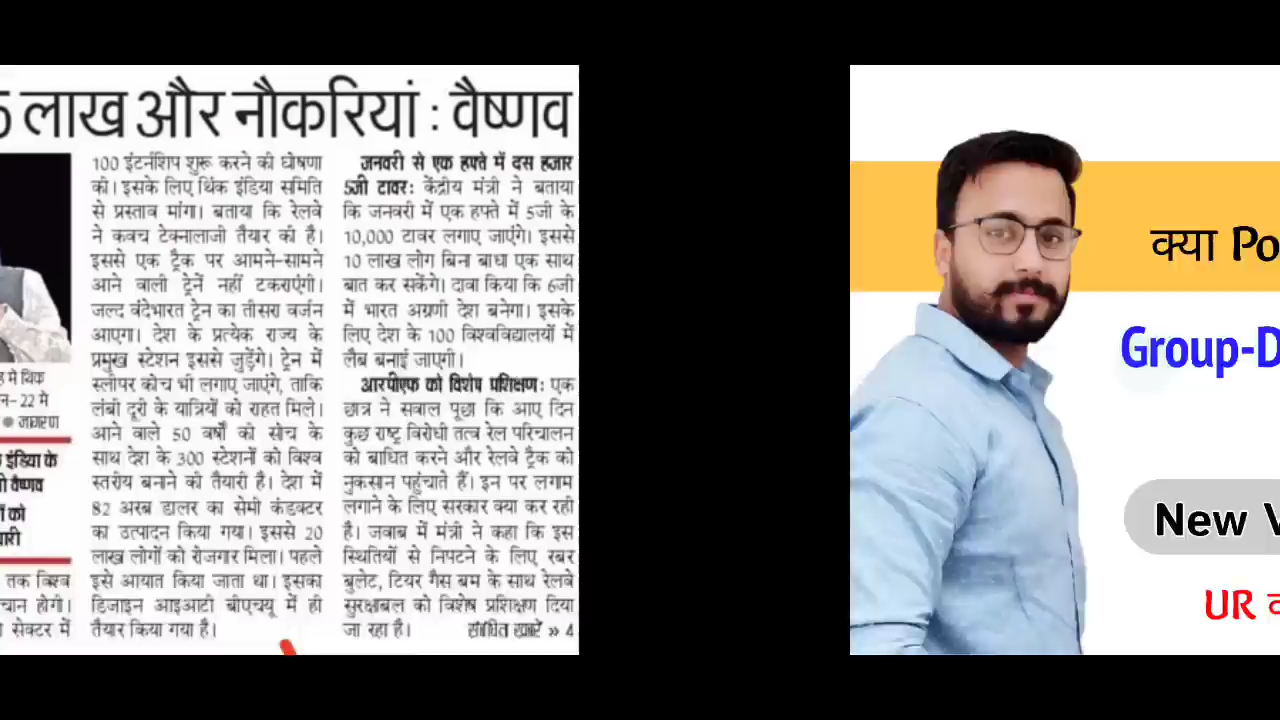 लाख और नौकरियां : वैष्णव
में थिंक
न- 22 मे
● जागरण
इंडिया के
वैष्णव
को
तक विश्व
होगी।
सेक्टर में
100 इंटर्नशिप शुरू करने की घोषणा
की। इसके लिए थिंक इंडिया समिति
से प्रस्ताव मांगा। बताया कि रेलवे
ने कवच टेक्नालाजी तैयार की है।
इससे एक ट्रैक पर आमने-सामने
आने वाली ट्रेनें नहीं टकराएंगी।
जल्द वंदेभारत ट्रेन का तीसरा वर्जन
आएगा। देश के प्रत्येक राज्य के
प्रमुख स्टेशन इससे जुड़ेंगे। ट्रेन में
स्लीपर कोच भी लगाए जाएंगे, ताकि
लंबी दूरी के यात्रियों को राहत मिले।
आने वाले 50 वर्षों की सोच के
साथ देश के 300 स्टेशनों को विश्व
स्तरीय बनाने की तैयारी है। देश में
82 अरब डालर का सेमी कंडक्टर
का उत्पादन किया गया। इससे 20
लाख लोगों को रोजगार मिला। पहले
इसे आयात किया जाता था। इसका
डिजाइन आइआटी बीएचयू में ही
तैयार किया गया है।
जनवरी से एक हफ्ते में दस हजार
5जी टावर: केंद्रीय मंत्री ने बताया
कि जनवरी में एक हफ्ते में 5जी के
10,000 टावर लगाए जाएंगे। इससे
10 लाख लोग बिना बाधा एक साथ
बात कर सकेंगे। दावा किया कि 6जी
में भारत अग्रणी देश बनेगा। इसके
लिए देश के 100 विश्वविद्यालयों में
लैब बनाई जाएगी।
आरपीएफ को विशेष प्रशिक्षण: एक
छात्र ने सवाल पूछा कि आए दिन
कुछ राष्ट्र विरोधी तत्व रेल परिचालन
को बाधित करने और रेलवे ट्रैक को
नुकसान पहुंचाते हैं। इन पर लगाम
लगाने के लिए सरकार क्या कर रही
है। जवाब में मंत्री ने कहा कि इस
स्थितियों से निपटने के लिए रबर
बुलेट, टियर गैस बम के साथ रेलवे
सुरक्षाबल को विशेष प्रशिक्षण दिया
जा रहा है। संबंधित खबरें » 4
क्या Po
Group-D
New V
UR